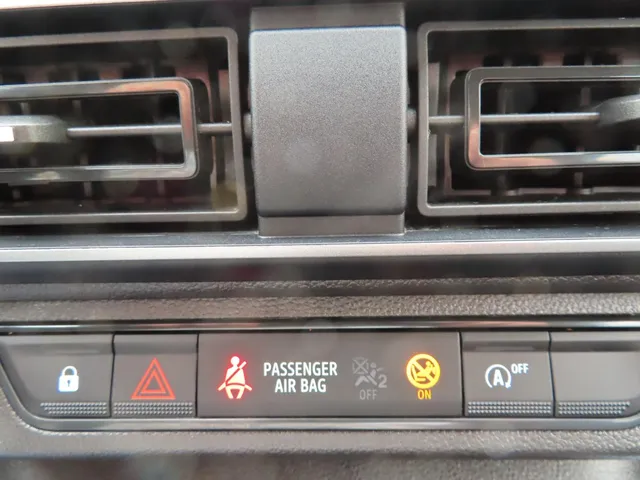 PASSENGER
AIR BAG
2
OFF
ON
A OFF